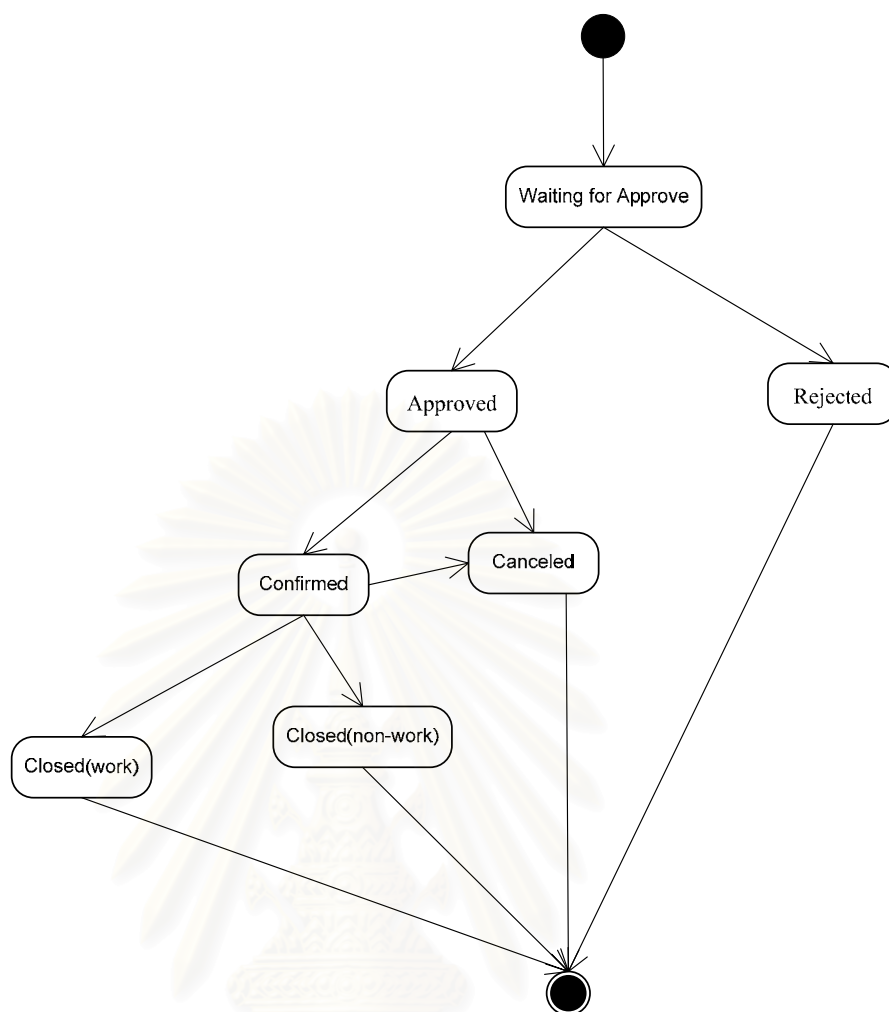 Waiting for Approve
Approved
Rejected
Confirmed
Canceled
Closed(work)
Closed(non-work)